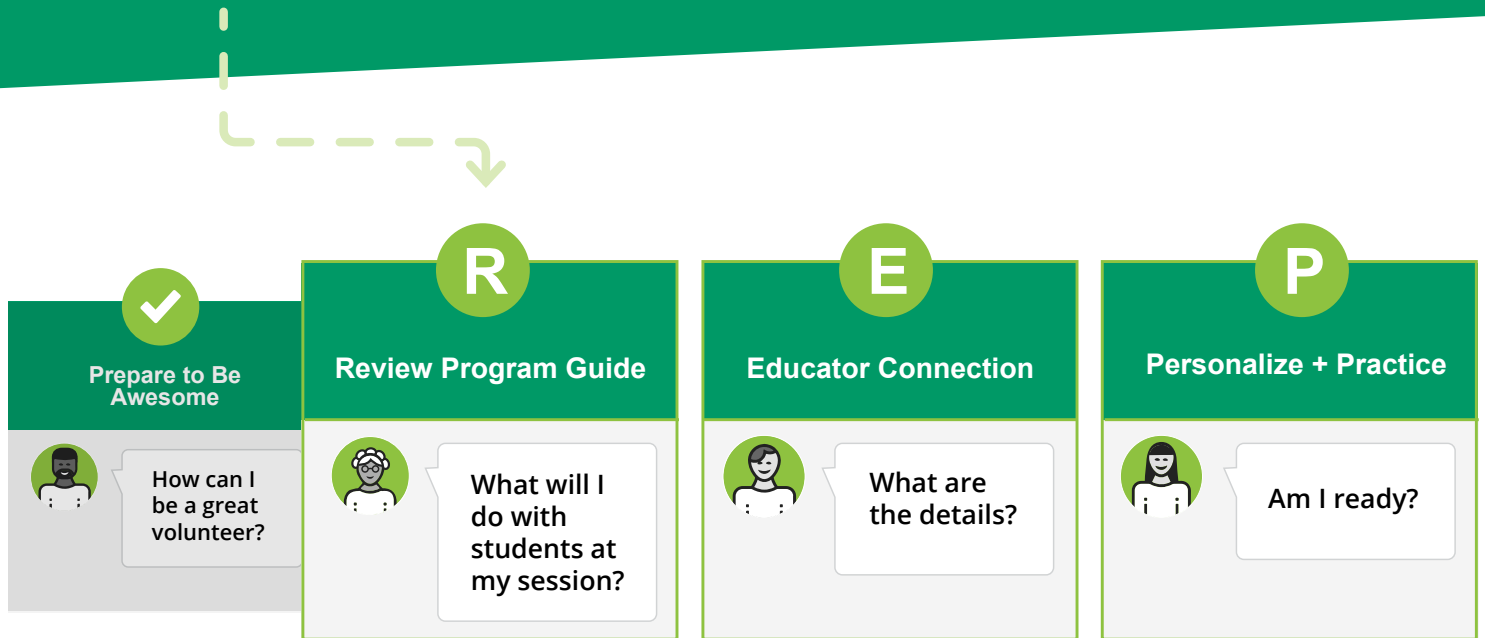 Prepare to Be
Awesome
How can I
be a great
volunteer?
R
Review Program Guide
What will I
do with
students at
my session?
E
Educator Connection
What are
the details?
P
Personalize + Practice
Am I ready?